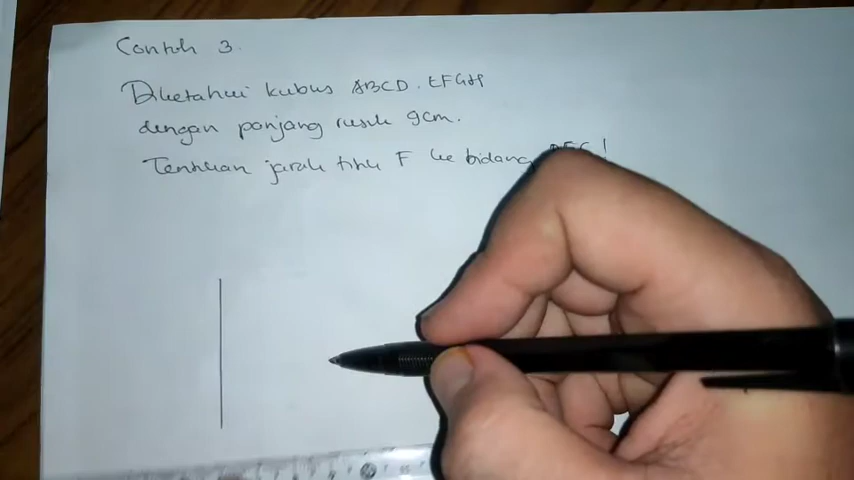 Contoh 3.
Diketahui kubus ABCD. EFGH
dengan panjang rusuk 9cm.
Tentukan jarak titik F ke bidang